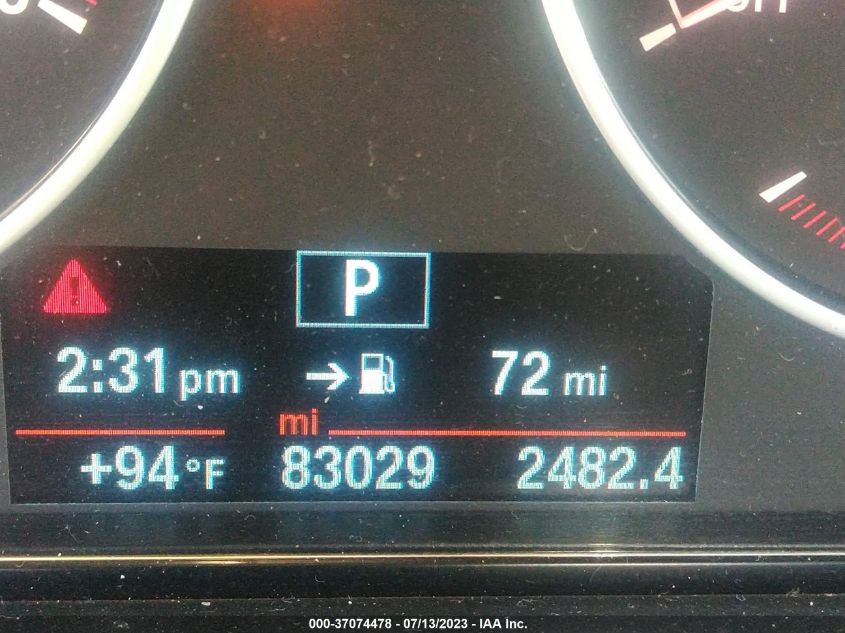 P
2:31 pm 72 mi
mi
+94 °F 83029 2482.4
000-37074478 - 07/13/2023 - IAA Inc.